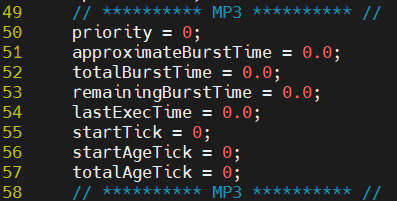 49 // ********** MP3 ********** //
50 priority = 0;
51 approximateBurstTime = 0.0;
52 totalBurstTime = 0.0;
53 remainingBurstTime = 0.0;
54 lastExecTime = 0.0;
55 startTick = 0;
56 startAgeTick = 0;
57 totalAgeTick = 0;
58 // ********** MP3 ********** //